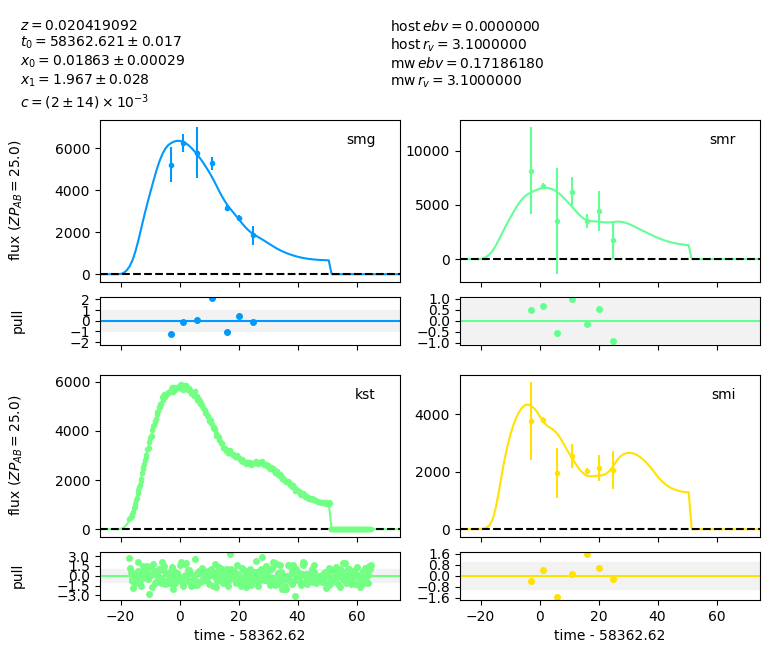 z = 0.020419092
t₀ = 58362.621 ± 0.017
x₀ = 0.01863 ± 0.00029
x₁ = 1.967 ± 0.028
c = (2 ± 14) × 10⁻³
host ebv = 0.0000000
host r_v = 3.1000000
mw ebv = 0.17186180
mw r_v = 3.1000000
smg
flux (ZP_AB = 25.0)
6000
4000
2000
0
smr
10000
5000
0
pull
2
1
0
−1
−2
1.0
0.5
0.0
−0.5
−1.0
kst
flux (ZP_AB = 25.0)
6000
4000
2000
0
smi
4000
2000
0
pull
3.0
1.5
0.0
−1.5
−3.0
−20 0 20 40 60
time - 58362.62
1.6
0.8
0.0
−0.8
−1.6
−20 0 20 40 60
time - 58362.62